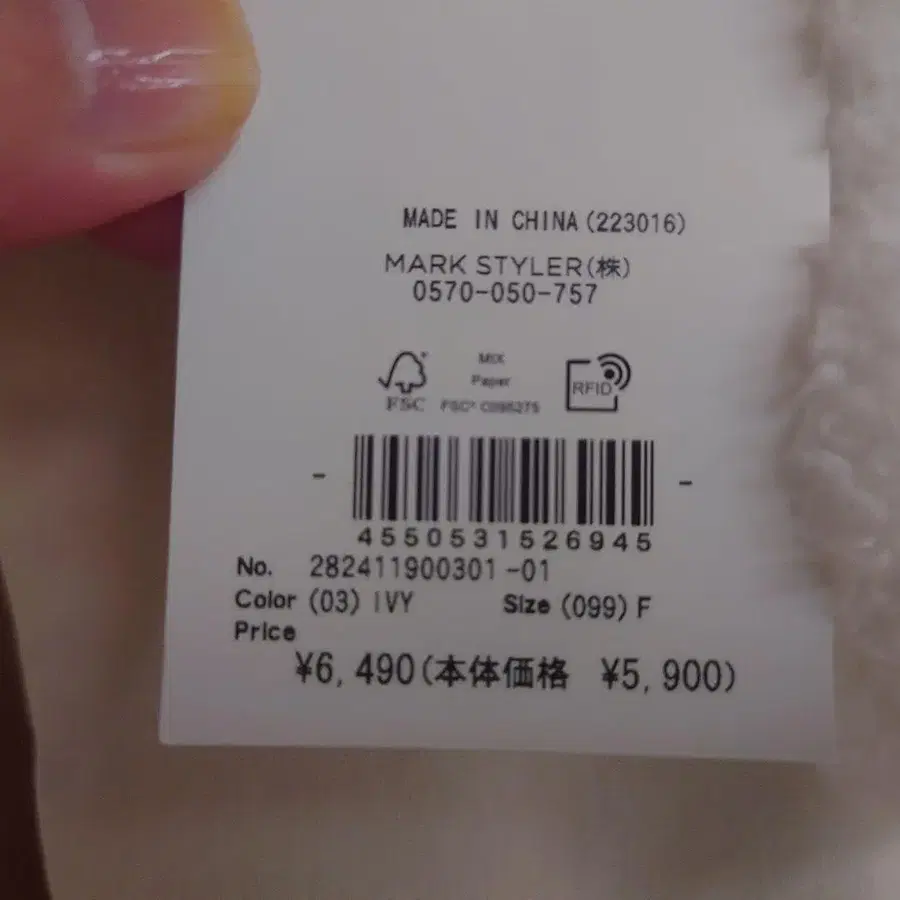 MADE IN CHINA(223016)
MARK STYLER(株)
0570-050-757
MIX
Paper
RFID
FSC FSC®
4550531526945
No. 282411900301-01
Color (03) IVY Size (099) F
Price
¥6,490(本体価格 ¥5,900)